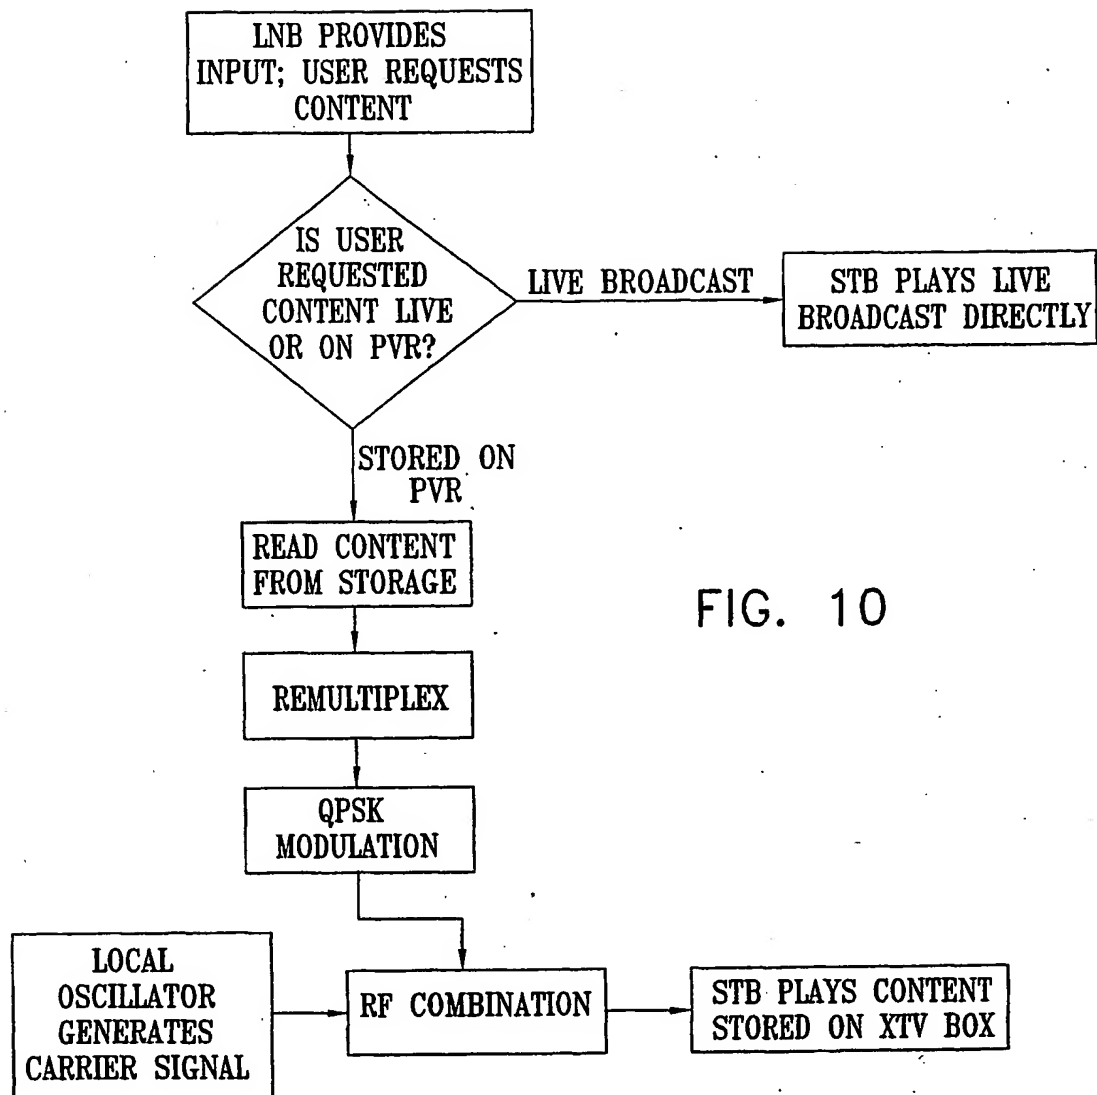 LNB PROVIDES
INPUT; USER REQUESTS
CONTENT
IS USER
REQUESTED
CONTENT LIVE
OR ON PVR?
LIVE BROADCAST
STB PLAYS LIVE
BROADCAST DIRECTLY
STORED ON
PVR
READ CONTENT
FROM STORAGE
FIG. 10
REMULTIPLEX
QPSK
MODULATION
LOCAL
OSCILLATOR
GENERATES
CARRIER SIGNAL
RF COMBINATION
STB PLAYS CONTENT
STORED ON XTV BOX